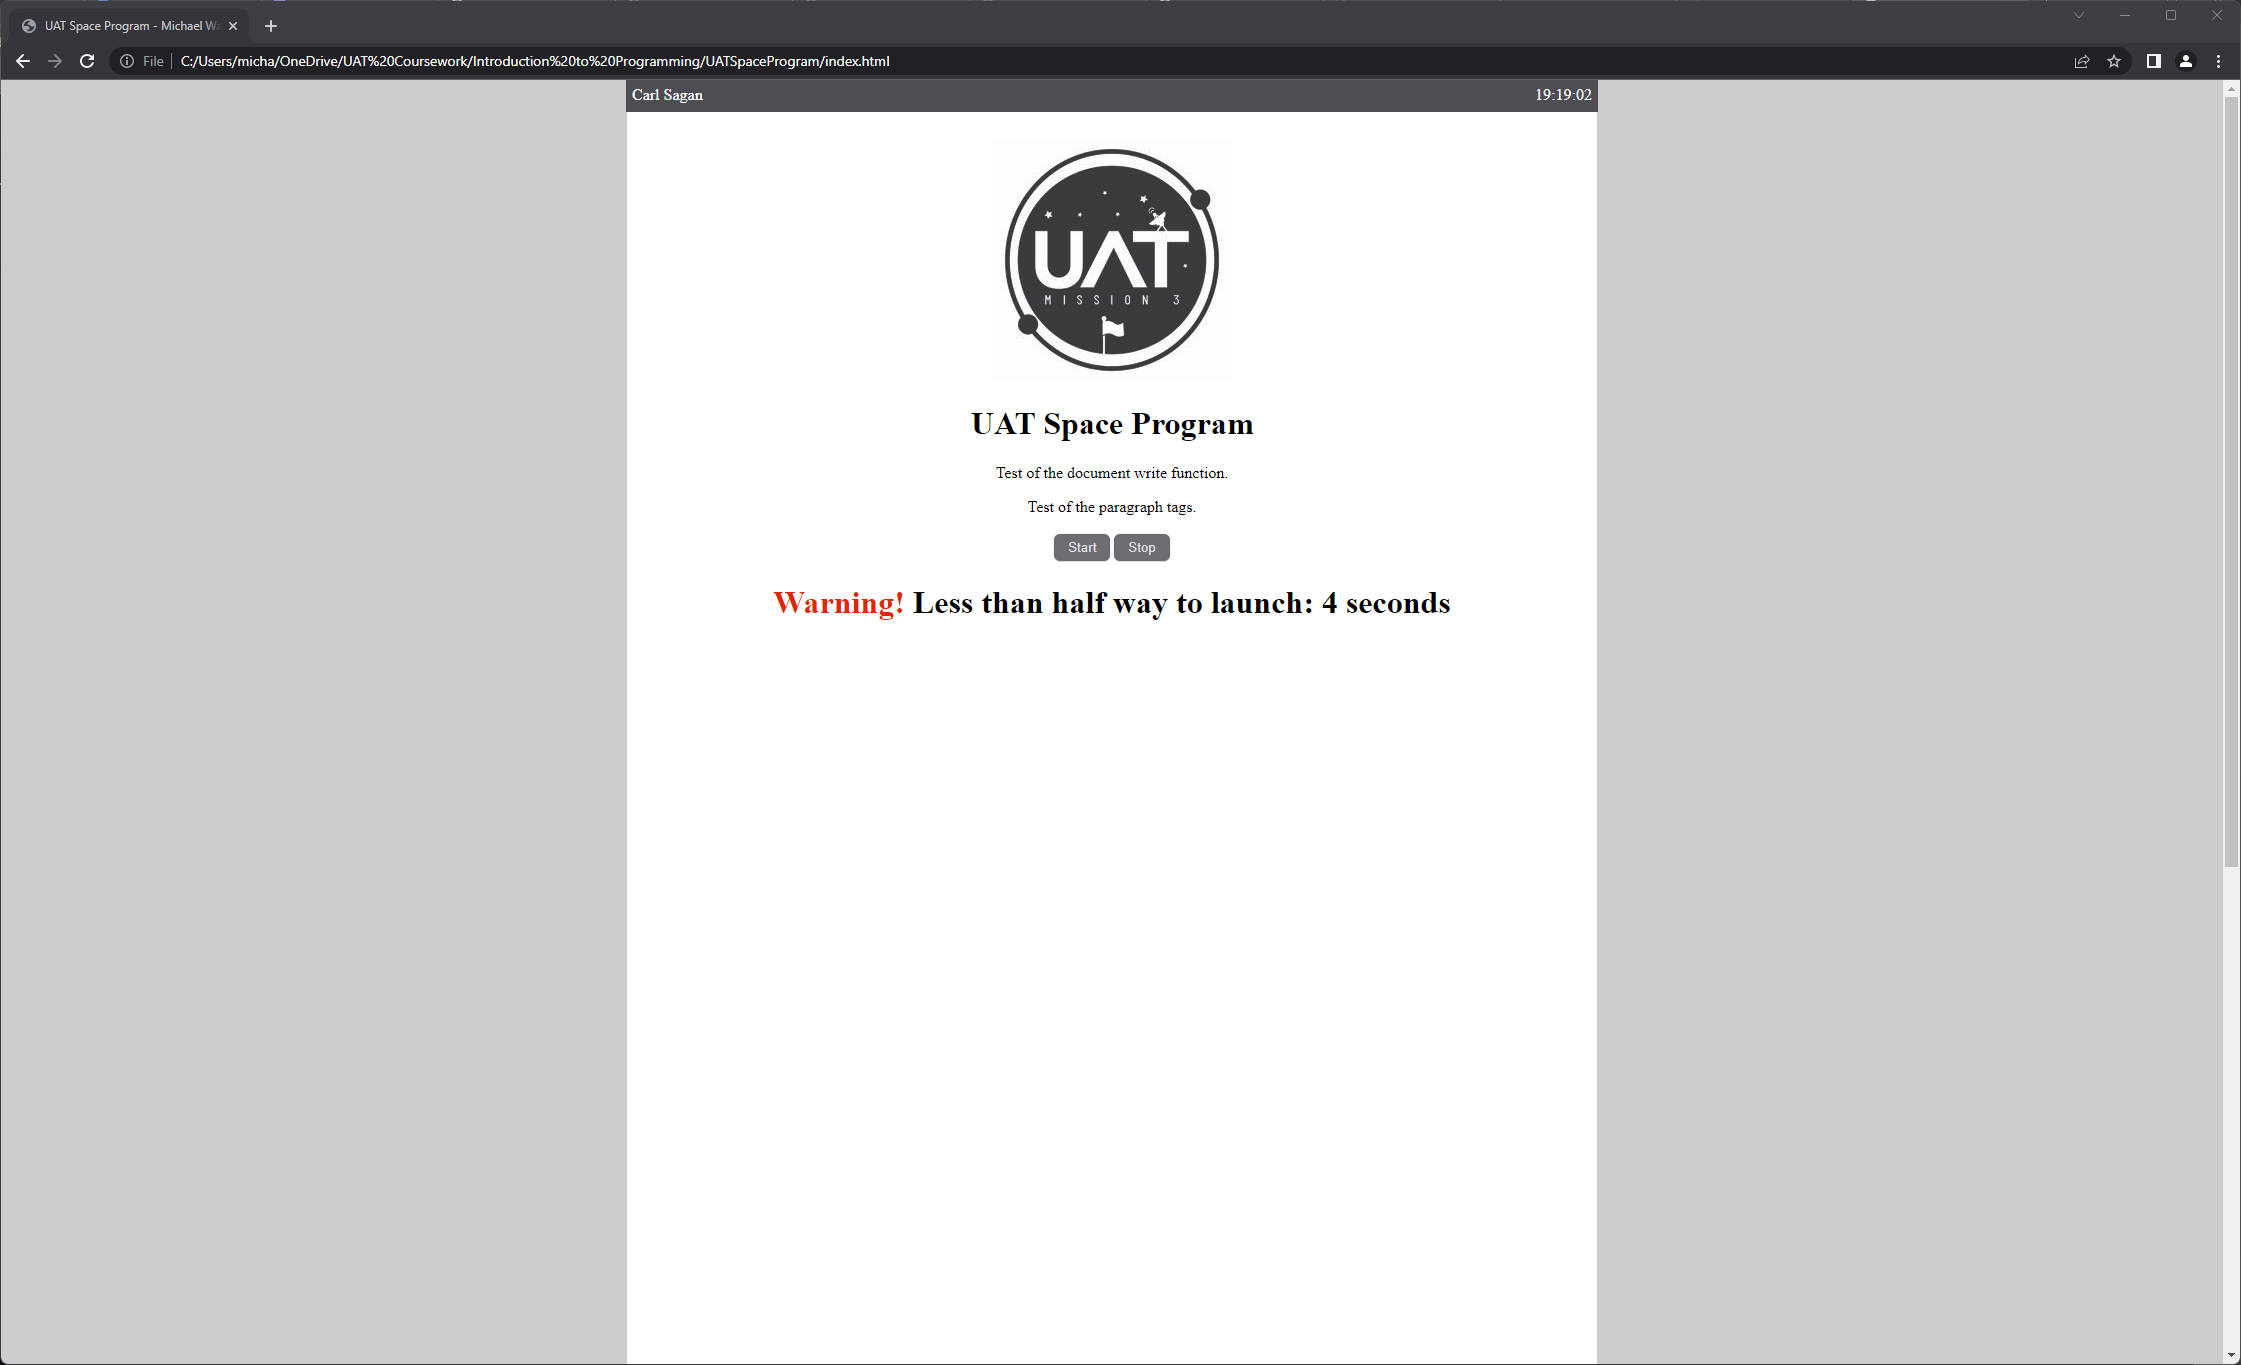 UAT Space Program - Michael W
File
C:/Users/micha/OneDrive/UAT%20Coursework/Introduction%20to%20Programming/UATSpaceProgram/index.html
Carl Sagan 19:19:02
UAT
MISSION 3
UAT Space Program
Test of the document write function.
Test of the paragraph tags.
Start Stop
Warning! Less than half way to launch: 4 seconds